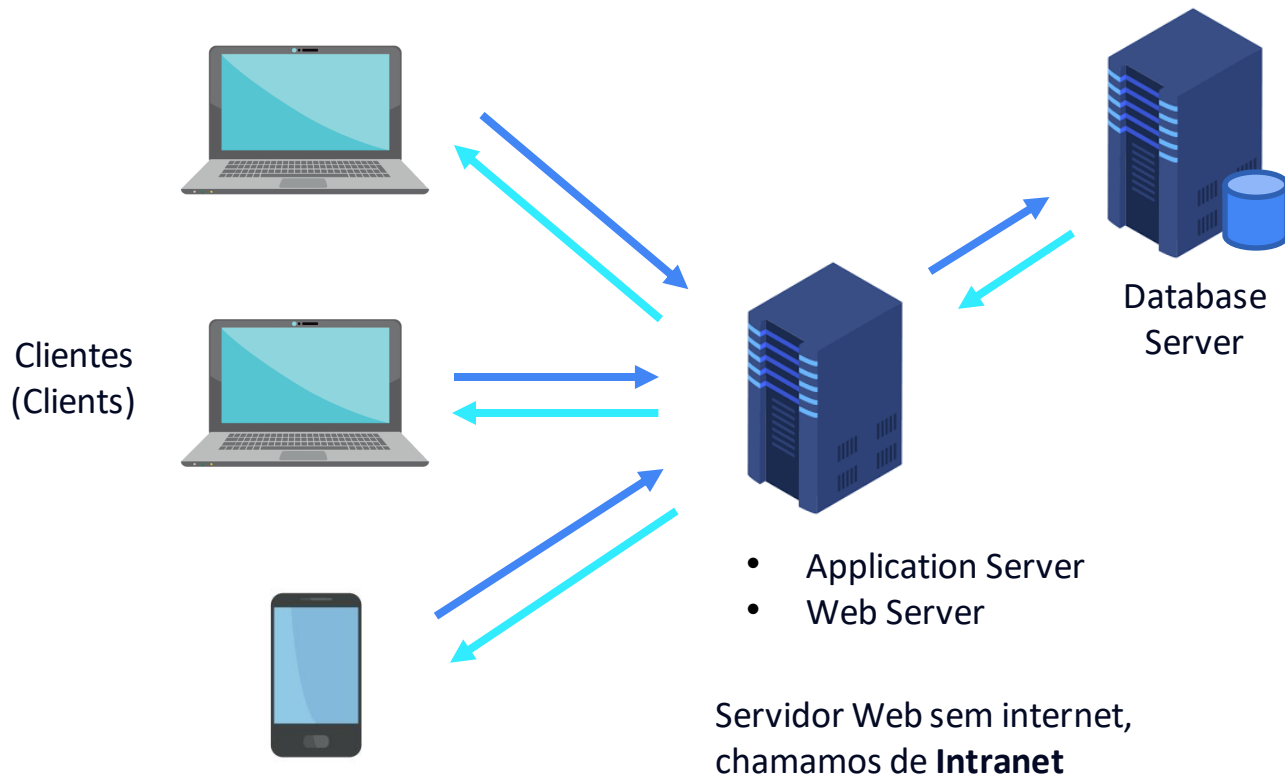 Clientes
(Clients)
Database
Server
• Application Server
• Web Server
Servidor Web sem internet,
chamamos de Intranet